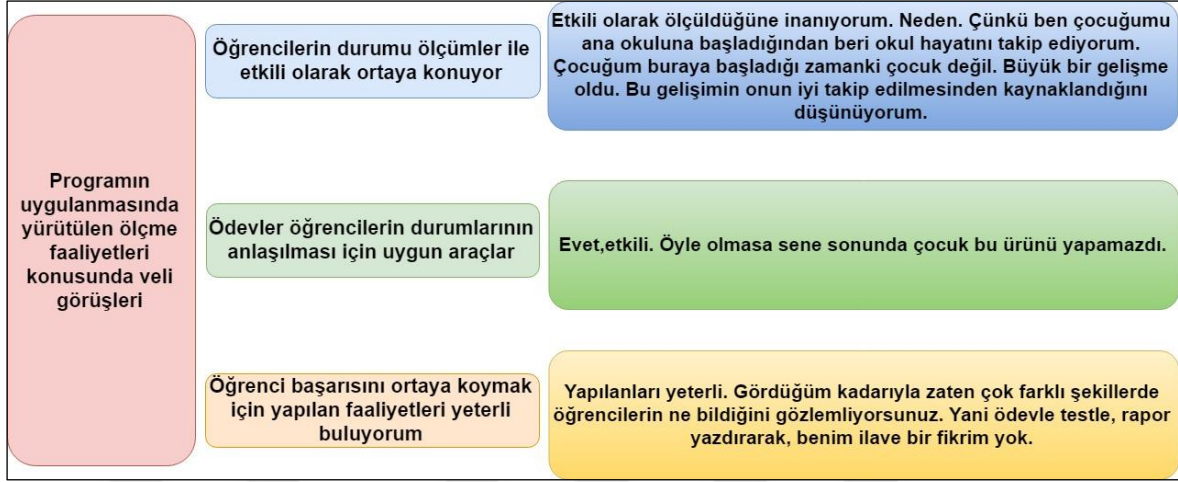 Programın
uygulanmasında
yürütülen ölçme
faaliyetleri
konusunda veli
görüşleri
Öğrencilerin durumu ölçümler ile
etkili olarak ortaya konuyor
Etkili olarak ölçüldüğüne inanıyorum. Neden. Çünkü ben çocuğumu
ana okuluna başladığından beri okul hayatını takip ediyorum.
Çocuğum buraya başladığı zamanki çocuk değil. Büyük bir gelişme
oldu. Bu gelişimin onun iyi takip edilmesinden kaynaklandığını
düşünüyorum.
Ödevler öğrencilerin durumlarının
anlaşılması için uygun araçlar
Evet,etkili. Öyle olmasa sene sonunda çocuk bu ürünü yapamazdı.
Öğrenci başarısını ortaya koymak
için yapılan faaliyetleri yeterli
buluyorum
Yapılanları yeterli. Gördüğüm kadarıyla zaten çok farklı şekillerde
öğrencilerin ne bildiğini gözlemliyorsunuz. Yani ödevle testle, rapor
yazdırarak, benim ilave bir fikrim yok.